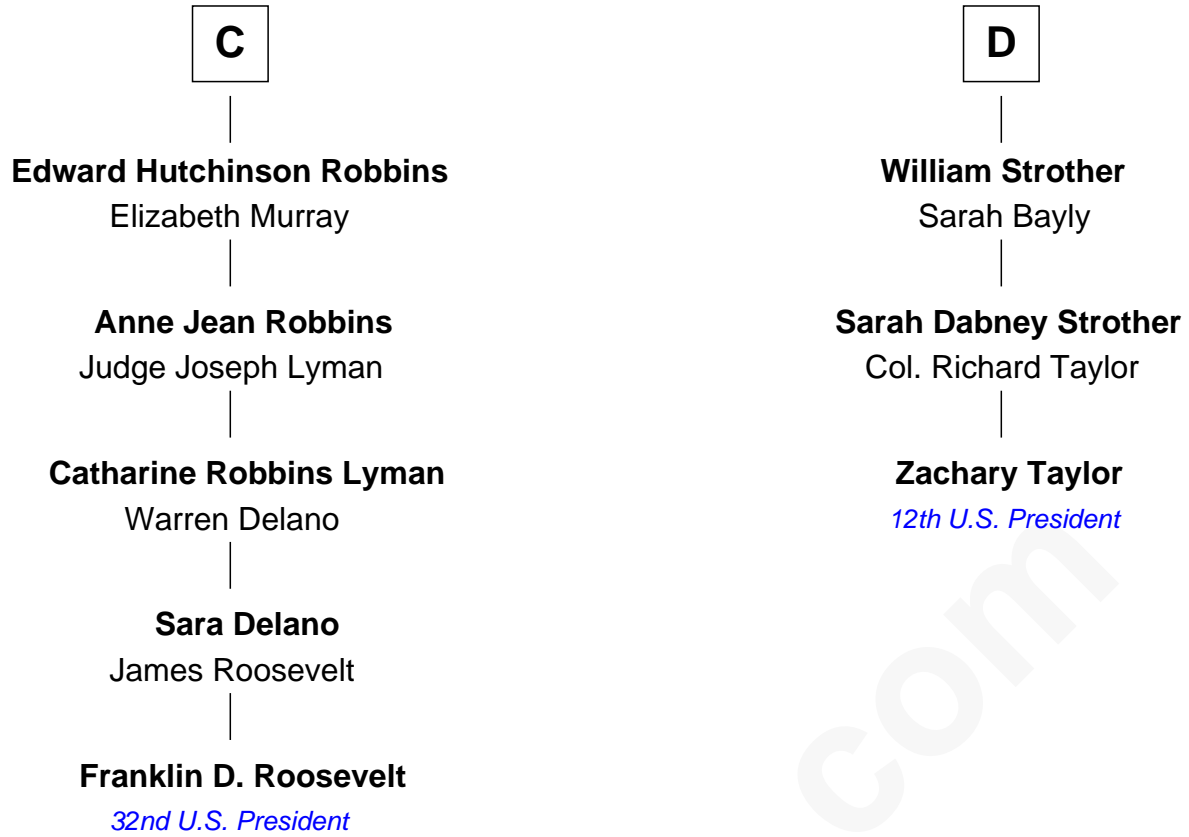 C
Edward Hutchinson Robbins
Elizabeth Murray
Anne Jean Robbins
Judge Joseph Lyman
Catharine Robbins Lyman
Warren Delano
Sara Delano
James Roosevelt
Franklin D. Roosevelt
32nd U.S. President
D
William Strother
Sarah Bayly
Sarah Dabney Strother
Col. Richard Taylor
Zachary Taylor
12th U.S. President
com